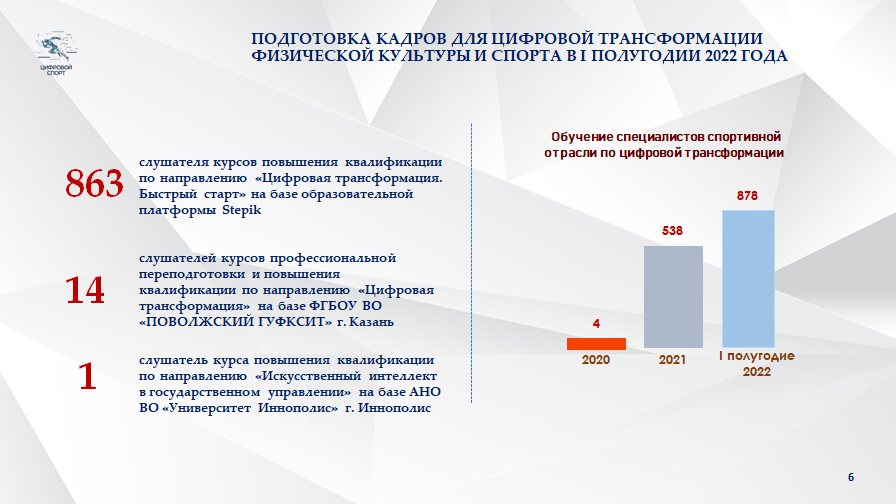 ЦИФРОВОЙ
СПОРТ
ПОДГОТОВКА КАДРОВ ДЛЯ ЦИФРОВОЙ ТРАНСФОРМАЦИИ
ФИЗИЧЕСКОЙ КУЛЬТУРЫ И СПОРТА В I ПОЛУГОДИИ 2022 ГОДА
863
слушателя курсов повышения квалификации
по направлению «Цифровая трансформация.
Быстрый старт» на базе образовательной
платформы Stepik
14
слушателей курсов профессиональной
переподготовки и повышения
квалификации по направлению «Цифровая
трансформация» на базе ФГБОУ ВО
«ПОВОЛЖСКИЙ ГУФКСИТ» г. Казань
1
слушатель курса повышения квалификации
по направлению «Искусственный интеллект
в государственном управлении» на базе АНО
ВО «Университет Иннополис» г. Иннополис
Обучение специалистов спортивной
отрасли по цифровой трансформации
878
538
4
2020
2021
I полугодие
2022
6